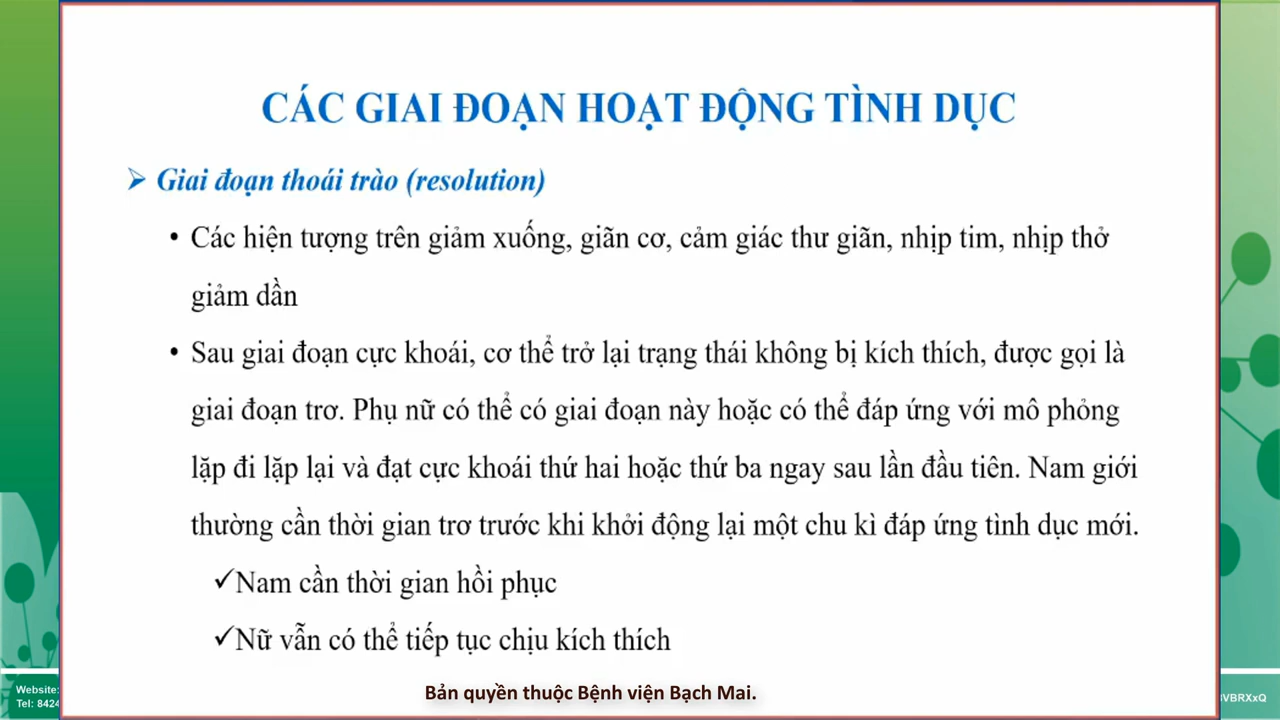 CÁC GIAI ĐOẠN HOẠT ĐỘNG TÌNH DỤC
➢ Giai đoạn thoái trào (resolution)
• Các hiện tượng trên giảm xuống, giãn cơ, cảm giác thư giãn, nhịp tim, nhịp thở
giảm dần
• Sau giai đoạn cực khoái, cơ thể trở lại trạng thái không bị kích thích, được gọi là
giai đoạn trơ. Phụ nữ có thể có giai đoạn này hoặc có thể đáp ứng với mô phỏng
lặp đi lặp lại và đạt cực khoái thứ hai hoặc thứ ba ngay sau lần đầu tiên. Nam giới
thường cần thời gian trơ trước khi khởi động lại một chu kì đáp ứng tình dục mới.
✓Nam cần thời gian hồi phục
✓Nữ vẫn có thể tiếp tục chịu kích thích
Website:
Tel: 8424
Bản quyền thuộc Bệnh viện Bạch Mai.
VBRXxQ